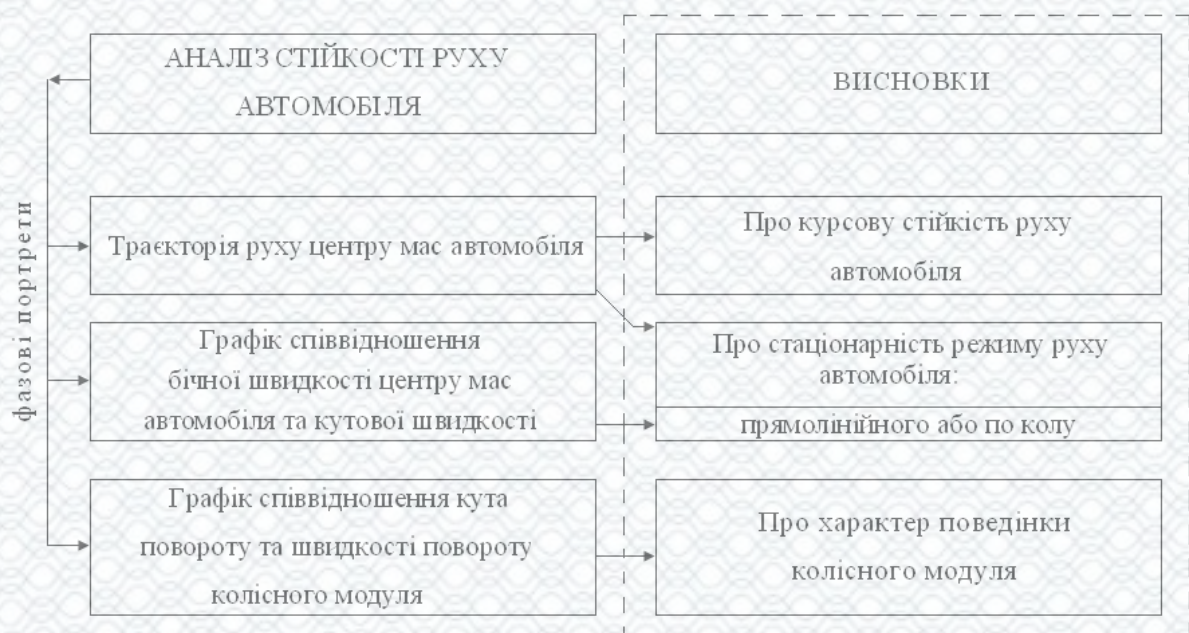 АНАЛІЗ СТІЙКОСТІ РУХУ
АВТОМОБІЛЯ
ВИСНОВКИ
фазові портрети
Траєкторія руху центру мас автомобіля
Про курсову стійкість руху
автомобіля
Графік співвідношення
бічної швидкості центру мас
автомобіля та кутової швидкості
Про стаціонарність режиму руху
автомобіля:
прямолінійного або по колу
Графік співвідношення кута
повороту та швидкості повороту
колісного модуля
Про характер поведінки
колісного модуля